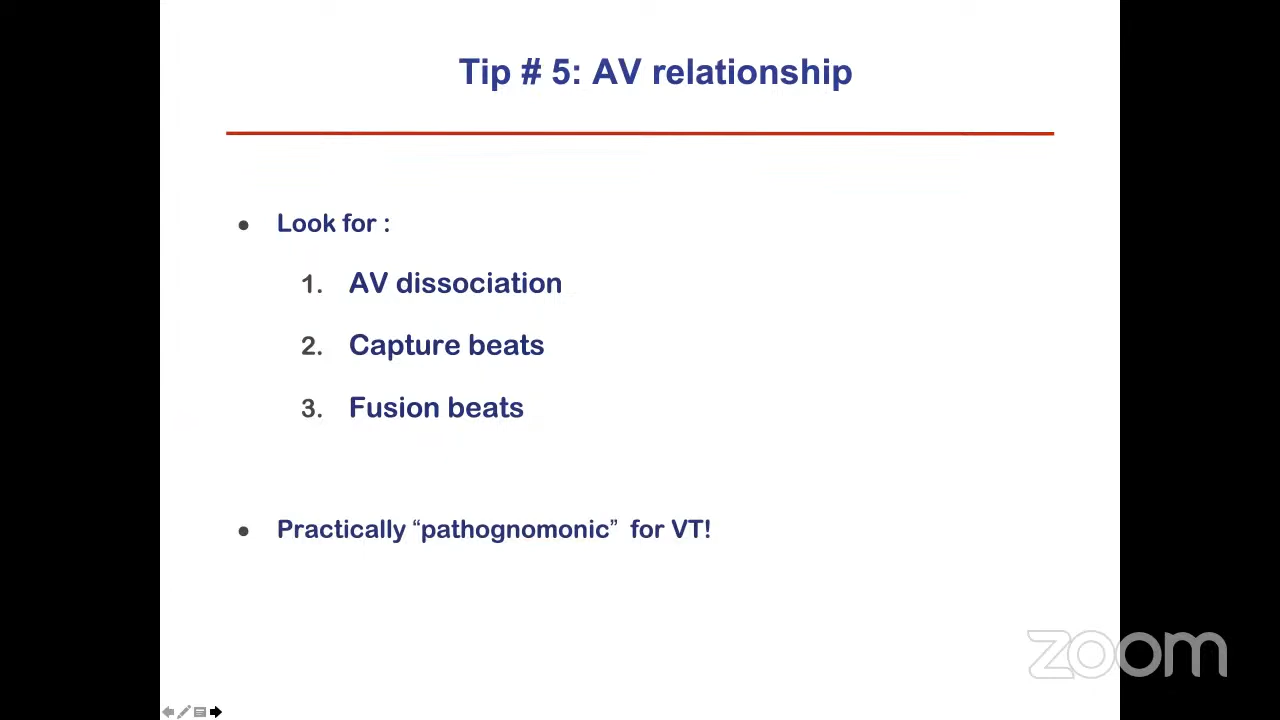 Tip # 5: AV relationship
• Look for :
1. AV dissociation
2. Capture beats
3. Fusion beats
• Practically “pathognomonic” for VT!
zoom